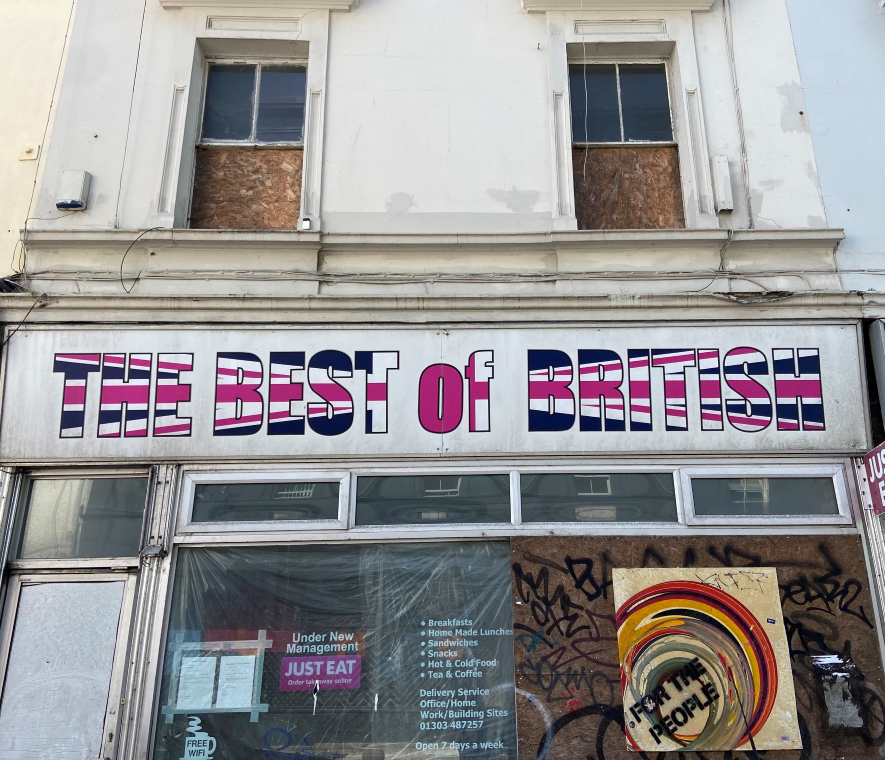 THE BEST of BRITISH
JUS
Under New
Management
JUST EAT
Order takeaway online
• Breakfasts
• Home Made Lunches
• Sandwiches
• Snacks
• Hot & Cold Food
• Tea & Coffee
Delivery Service
Office/Home
Work/Building Sites
01303 487257
Open 7 days a week
FREE
WIFI
.FOR THE
PEOPLE